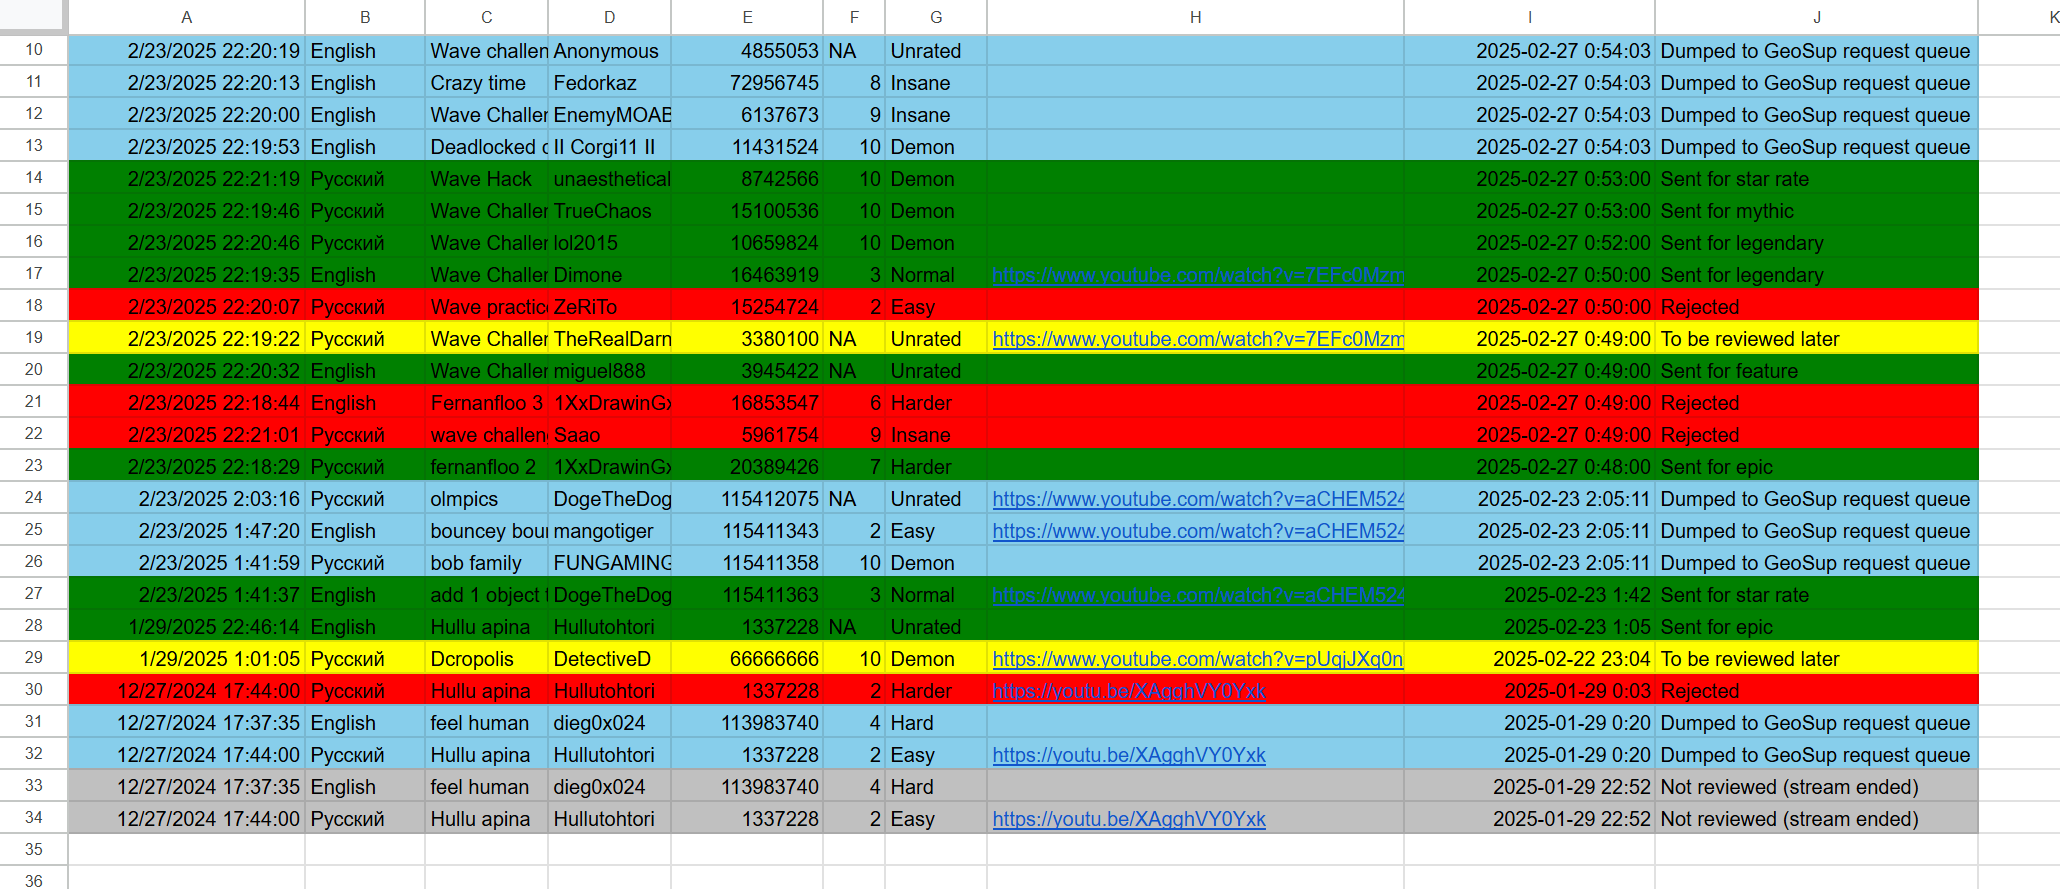 A B C D E F G H I J K
10 2/23/2025 22:20:19 English Wave challen Anonymous 4855053 NA Unrated 2025-02-27 0:54:03 Dumped to GeoSup request queue
11 2/23/2025 22:20:13 English Crazy time Fedorkaz 72956745 8 Insane 2025-02-27 0:54:03 Dumped to GeoSup request queue
12 2/23/2025 22:20:00 English Wave Challer EnemyMOAB 6137673 9 Insane 2025-02-27 0:54:03 Dumped to GeoSup request queue
13 2/23/2025 22:19:53 English Deadlocked c II Corgi11 II 11431524 10 Demon 2025-02-27 0:54:03 Dumped to GeoSup request queue
14 2/23/2025 22:21:19 Русский Wave Hack unaesthetical 8742566 10 Demon 2025-02-27 0:53:00 Sent for star rate
15 2/23/2025 22:19:46 Русский Wave Challer TrueChaos 15100536 10 Demon 2025-02-27 0:53:00 Sent for mythic
16 2/23/2025 22:20:46 Русский Wave Challer lol2015 10659824 10 Demon 2025-02-27 0:52:00 Sent for legendary
17 2/23/2025 22:19:35 English Wave Challer Dimone 16463919 3 Normal https://www.youtube.com/watch?v=7EFc0Mzm 2025-02-27 0:50:00 Sent for legendary
18 2/23/2025 22:20:07 Русский Wave practic ZeRiTo 15254724 2 Easy 2025-02-27 0:50:00 Rejected
19 2/23/2025 22:19:22 Русский Wave Challer TheRealDarn 3380100 NA Unrated https://www.youtube.com/watch?v=7EFc0Mzm 2025-02-27 0:49:00 To be reviewed later
20 2/23/2025 22:20:32 English Wave Challer miguel888 3945422 NA Unrated 2025-02-27 0:49:00 Sent for feature
21 2/23/2025 22:18:44 English Fernanfloo 3 1XxDrawinGx 16853547 6 Harder 2025-02-27 0:49:00 Rejected
22 2/23/2025 22:21:01 Русский wave challen Saao 5961754 9 Insane 2025-02-27 0:49:00 Rejected
23 2/23/2025 22:18:29 Русский fernanfloo 2 1XxDrawinGx 20389426 7 Harder 2025-02-27 0:48:00 Sent for epic
24 2/23/2025 2:03:16 Русский olmpics DogeTheDog 115412075 NA Unrated https://www.youtube.com/watch?v=aCHEM524 2025-02-23 2:05:11 Dumped to GeoSup request queue
25 2/23/2025 1:47:20 English bouncey bour mangotiger 115411343 2 Easy https://www.youtube.com/watch?v=aCHEM524 2025-02-23 2:05:11 Dumped to GeoSup request queue
26 2/23/2025 1:41:59 Русский bob family FUNGAMING 115411358 10 Demon 2025-02-23 2:05:11 Dumped to GeoSup request queue
27 2/23/2025 1:41:37 English add 1 object t DogeTheDog 115411363 3 Normal https://www.youtube.com/watch?v=aCHEM524 2025-02-23 1:42 Sent for star rate
28 1/29/2025 22:46:14 English Hullu apina Hullutohtori 1337228 NA Unrated 2025-02-23 1:05 Sent for epic
29 1/29/2025 1:01:05 Русский Dcropolis DetectiveD 66666666 10 Demon https://www.youtube.com/watch?v=pUqjJXq0n 2025-02-22 23:04 To be reviewed later
30 12/27/2024 17:44:00 Русский Hullu apina Hullutohtori 1337228 2 Harder https://youtu.be/XAgghVY0Yxk 2025-01-29 0:03 Rejected
31 12/27/2024 17:37:35 English feel human dieg0x024 113983740 4 Hard 2025-01-29 0:20 Dumped to GeoSup request queue
32 12/27/2024 17:44:00 Русский Hullu apina Hullutohtori 1337228 2 Easy https://youtu.be/XAgghVY0Yxk 2025-01-29 0:20 Dumped to GeoSup request queue
33 12/27/2024 17:37:35 English feel human dieg0x024 113983740 4 Hard 2025-01-29 22:52 Not reviewed (stream ended)
34 12/27/2024 17:44:00 Русский Hullu apina Hullutohtori 1337228 2 Easy https://youtu.be/XAgghVY0Yxk 2025-01-29 22:52 Not reviewed (stream ended)
35
36